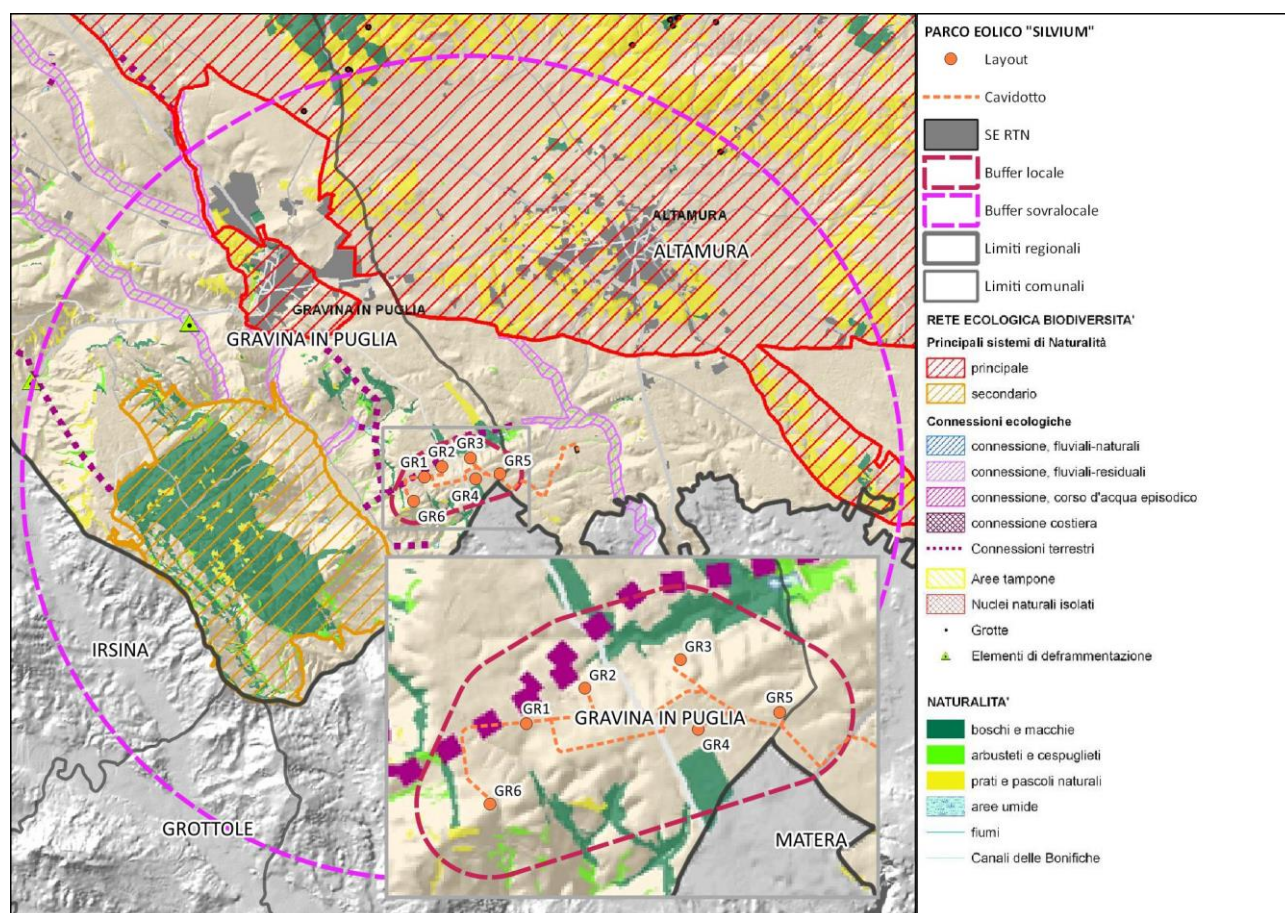 ALTAMURA
ALTAMURA
GRAVINA IN PUGLIA
GRAVINA IN PUGLIA
GR3
GR2
GR1
GR5
GR4
GR6
IRSINA
GROTTOLE
GR3
GR2
GR5
GR1
GRAVINA IN PUGLIA
GR4
GR6
MATERA
PARCO EOLICO "SILVIUM"
Layout
Cavidotto
SE RTN
Buffer locale
Buffer sovralocale
Limiti regionali
Limiti comunali
RETE ECOLOGICA BIODIVERSITA'
Principali sistemi di Naturalità
principale
secondario
Connessioni ecologiche
connessione, fluviali-naturali
connessione, fluviali-residuali
connessione, corso d'acqua episodico
connessione costiera
Connessioni terrestri
Aree tampone
Nuclei naturali isolati
Grotte
Elementi di deframmentazione
NATURALITA'
boschi e macchie
arbusteti e cespuglieti
prati e pascoli naturali
aree umide
fiumi
Canali delle Bonifiche